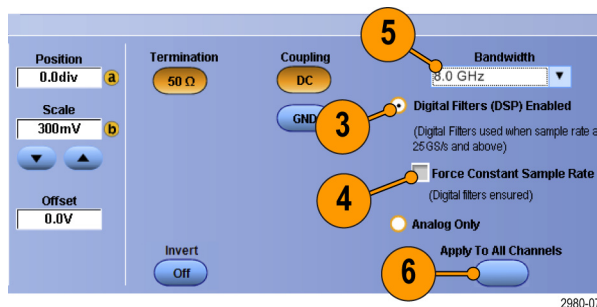 5
Position
Termination
Coupling
Bandwidth
0.0div
a
50 Ω
DC
8.0 GHz
Scale
300mV
b
GND
3
Digital Filters (DSP) Enabled
(Digital Filters used when sample rate a
25GS/s and above)
4
Force Constant Sample Rate
(Digital filters ensured)
Offset
0.0V
Analog Only
Invert
Off
6
Apply To All Channels